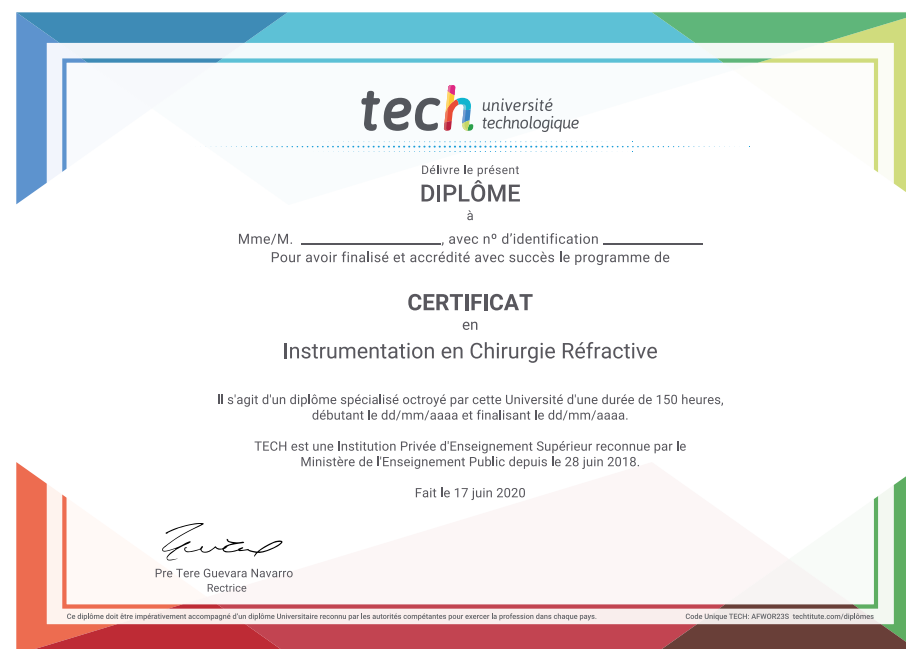 tech université
technologique
Délivre le présent
DIPLÔME
à
Mme/M. ____________________, avec nº d'identification ______________
Pour avoir finalisé et accrédité avec succès le programme de
CERTIFICAT
en
Instrumentation en Chirurgie Réfractive
Il s'agit d'un diplôme spécialisé octroyé par cette Université d'une durée de 150 heures,
débutant le dd/mm/aaaa et finalisant le dd/mm/aaaa.
TECH est une Institution Privée d'Enseignement Supérieur reconnue par le
Ministère de l'Enseignement Public depuis le 28 juin 2018.
Fait le 17 juin 2020
Pre Tere Guevara Navarro
Rectrice
Ce diplôme doit être impérativement accompagné d'un diplôme Universitaire reconnu par les autorités compétantes pour exercer la profession dans chaque pays.
Code Unique TECH: AFWOR23S techtitute.com/diplômes